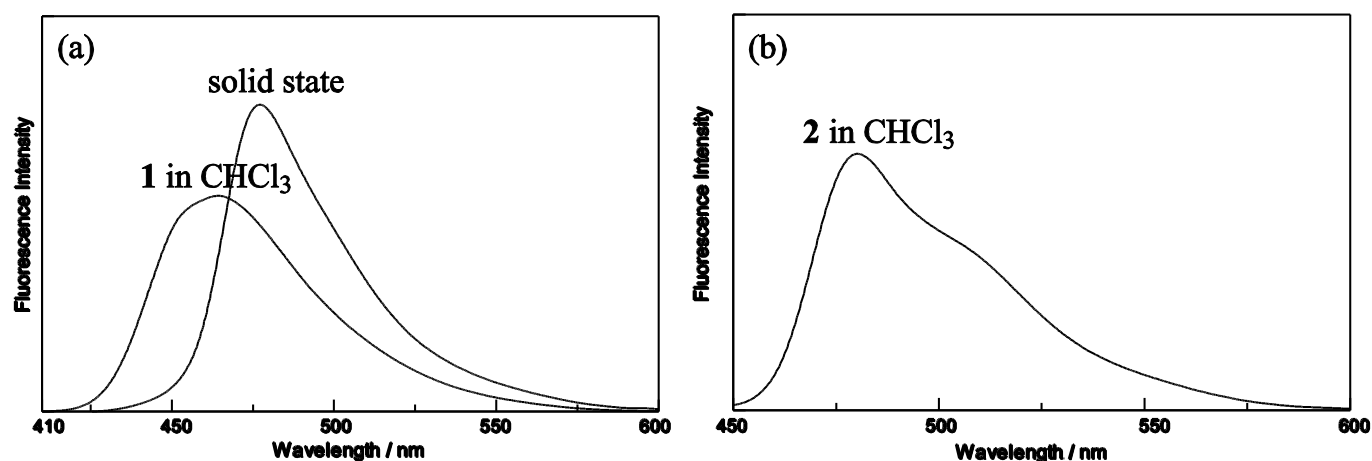 (a)
solid state
1 in CHCl3
Fluorescence Intensity
410 450 500 550 600
Wavelength / nm
(b)
2 in CHCl3
Fluorescence Intensity
450 500 550 600
Wavelength / nm